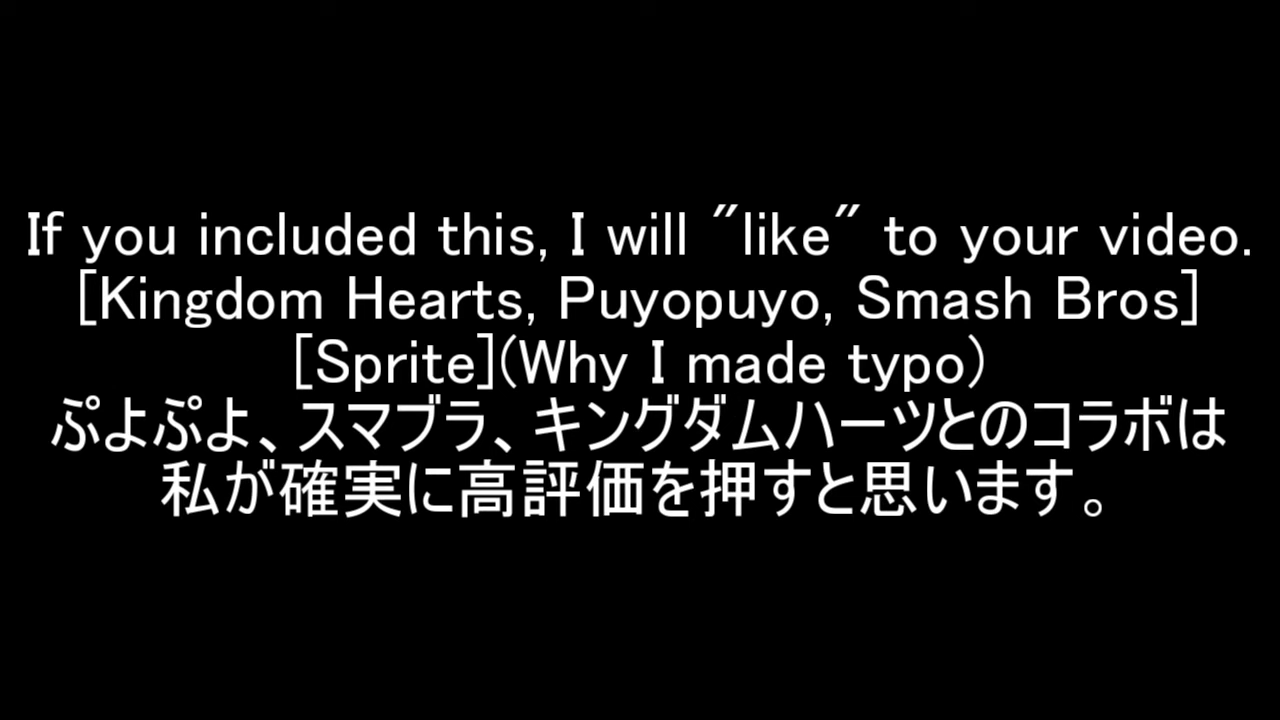 If you included this, I will "like" to your video.
[Kingdom Hearts, Puyopuyo, Smash Bros]
[Sprite](Why I made typo)
ぷよぷよ、スマブラ、キングダムハーツとのコラボは
私が確実に高評価を押すと思います。